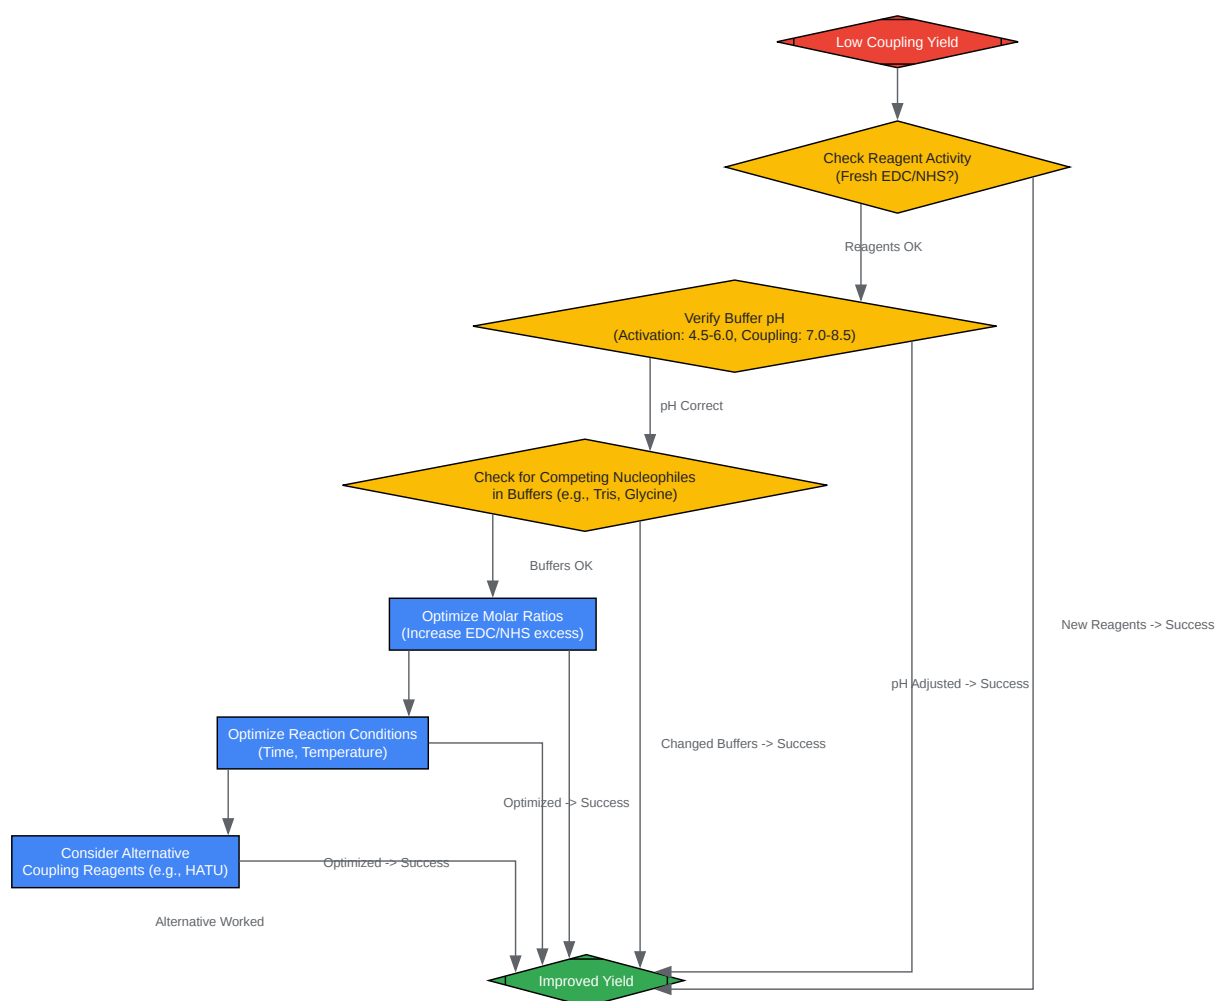 Low Coupling Yield
Check Reagent Activity
(Fresh EDC/NHS?)
Reagents OK
Verify Buffer pH
(Activation: 4.5-6.0, Coupling: 7.0-8.5)
pH Correct
Check for Competing Nucleophiles
in Buffers (e.g., Tris, Glycine)
Buffers OK
Optimize Molar Ratios
(Increase EDC/NHS excess)
New Reagents -> Success
pH Adjusted -> Success
Optimize Reaction Conditions
(Time, Temperature)
Changed Buffers -> Success
Optimized -> Success
Consider Alternative
Coupling Reagents (e.g., HATU)
Optimized -> Success
Alternative Worked
Improved Yield